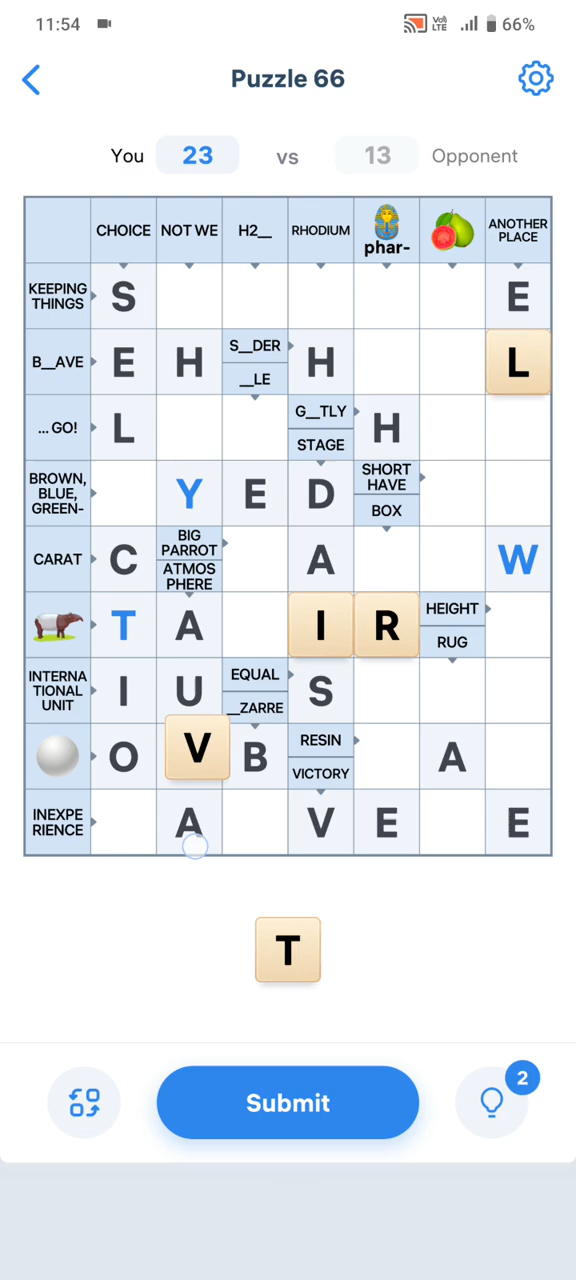 11:54
Vo)
LTE
66%
Puzzle 66
You 23 vs 13 Opponent
CHOICE
NOT WE
H2__
RHODIUM
phar-
ANOTHER
PLACE
KEEPING
THINGS
S
E
B__AVE
E
H
S__DER
__LE
H
L
... GO!
L
G__TLY
STAGE
H
BROWN,
BLUE,
GREEN-
Y
E
D
SHORT
HAVE
BOX
CARAT
C
BIG
PARROT
ATMOS
PHERE
A
W
T
A
I
R
HEIGHT
RUG
INTERNA
TIONAL
UNIT
I
U
EQUAL
__ZARRE
S
O
V
B
RESIN
VICTORY
A
INEXPE
RIENCE
A
V
E
E
T
Submit
2